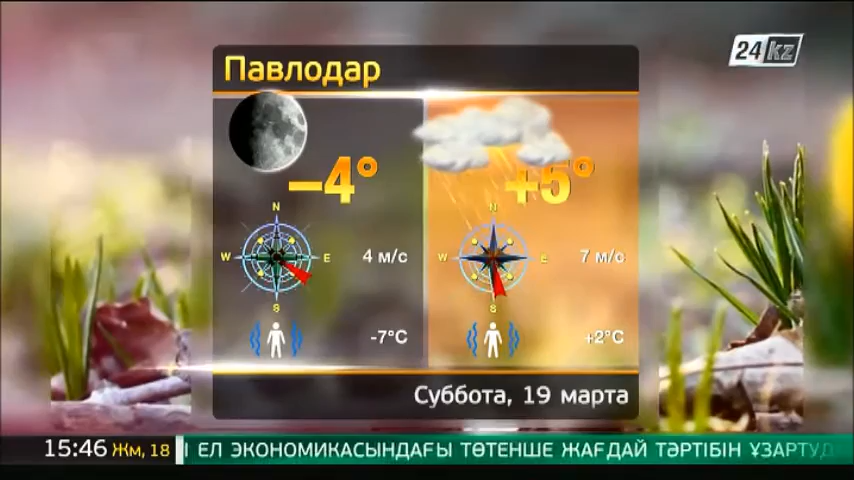 24kz
Павлодар
–4° +5°
N N
W E W E
S S
4 м/с 7 м/с
-7°C +2°C
Суббота, 19 марта
15:46 Жм, 18 ЕЛ ЭКОНОМИКАСЫНДАҒЫ ТӨТЕНШЕ ЖАҒДАЙ ТӘРТІБІН ҰЗАРТУД